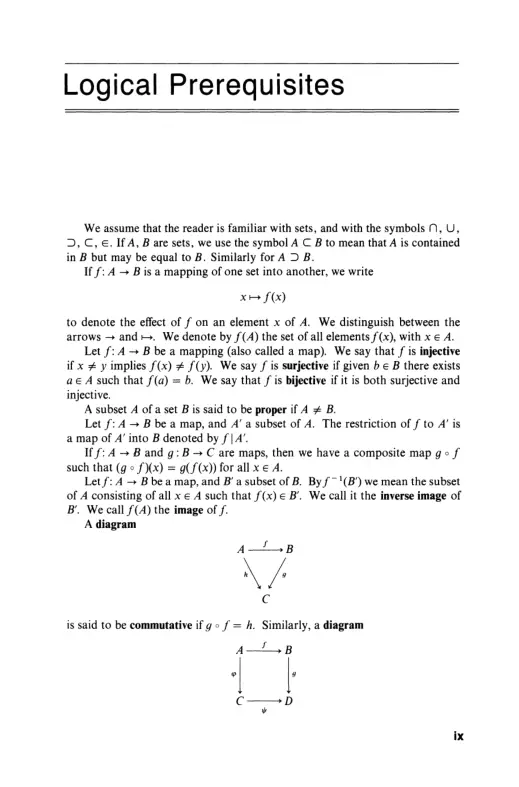 Logical Prerequisites
We assume that the reader is familiar with sets, and with the symbols ∩, ∪,
⊃, ⊂, ∈. If A, B are sets, we use the symbol A ⊂ B to mean that A is contained
in B but may be equal to B. Similarly for A ⊃ B.
If f: A → B is a mapping of one set into another, we write
x ↦ f(x)
to denote the effect of f on an element x of A. We distinguish between the
arrows → and ↦. We denote by f(A) the set of all elements f(x), with x ∈ A.
Let f: A → B be a mapping (also called a map). We say that f is injective
if x ≠ y implies f(x) ≠ f(y). We say f is surjective if given b ∈ B there exists
a ∈ A such that f(a) = b. We say that f is bijective if it is both surjective and
injective.
A subset A of a set B is said to be proper if A ≠ B.
Let f: A → B be a map, and A' a subset of A. The restriction of f to A' is
a map of A' into B denoted by f|A'.
If f: A → B and g: B → C are maps, then we have a composite map g ∘ f
such that (g ∘ f)(x) = g(f(x)) for all x ∈ A.
Let f: A → B be a map, and B' a subset of B. By f⁻¹(B') we mean the subset
of A consisting of all x ∈ A such that f(x) ∈ B'. We call it the inverse image of
B'. We call f(A) the image of f.
A diagram
f
A → B
h g
C
is said to be commutative if g ∘ f = h. Similarly, a diagram
f
A → B
φ g
C → D
ψ
ix